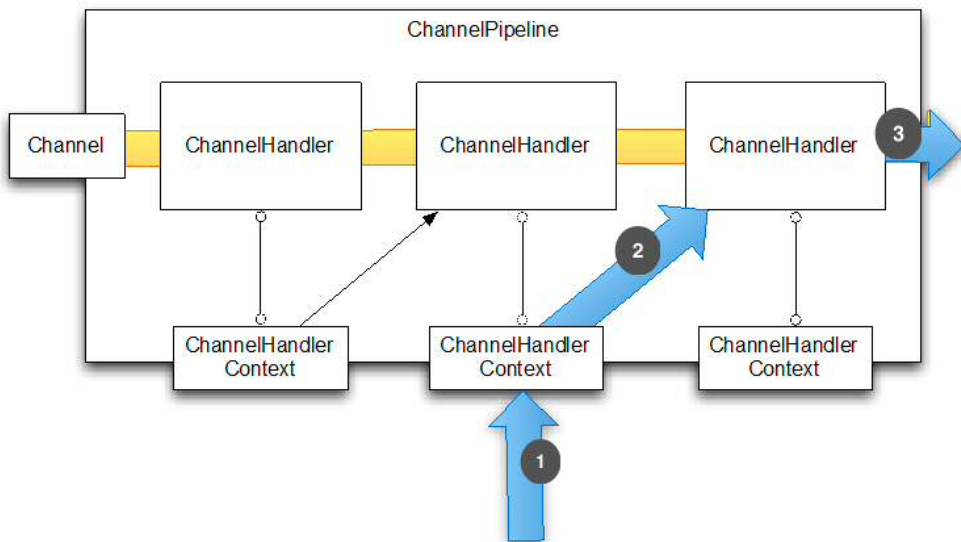 ChannelPipeline
Channel
ChannelHandler
ChannelHandler
ChannelHandler
3
2
ChannelHandler
Context
ChannelHandler
Context
ChannelHandler
Context
1